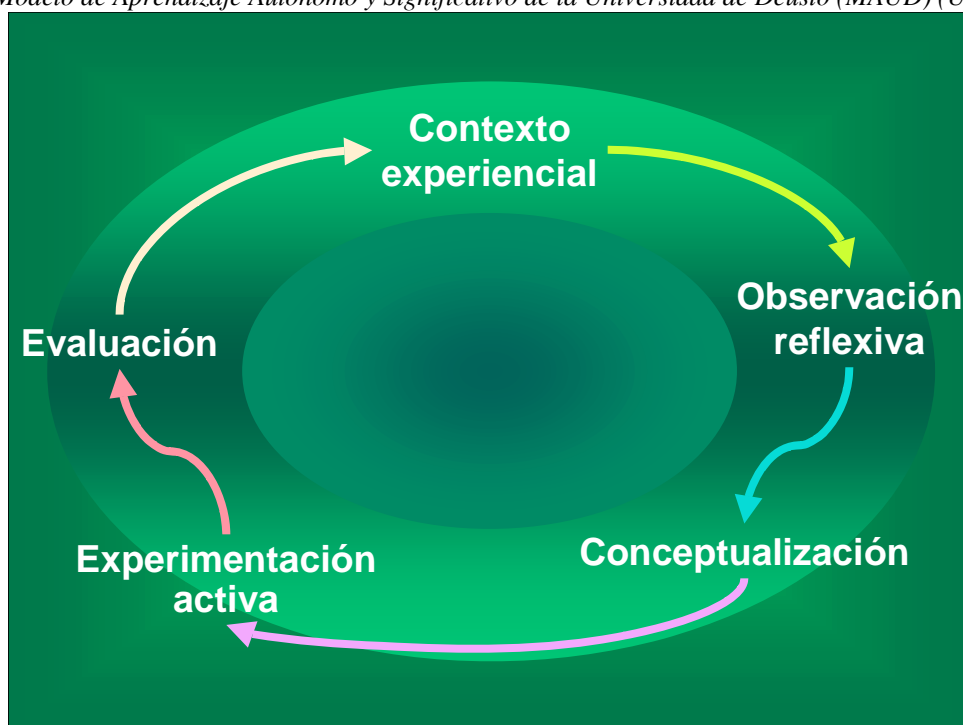 Modelo de Aprendizaje Autónomo y Significativo de la Universidad de Deusto (MAUD) (U
Contexto
experiencial
Observación
reflexiva
Conceptualización
Experimentación
activa
Evaluación